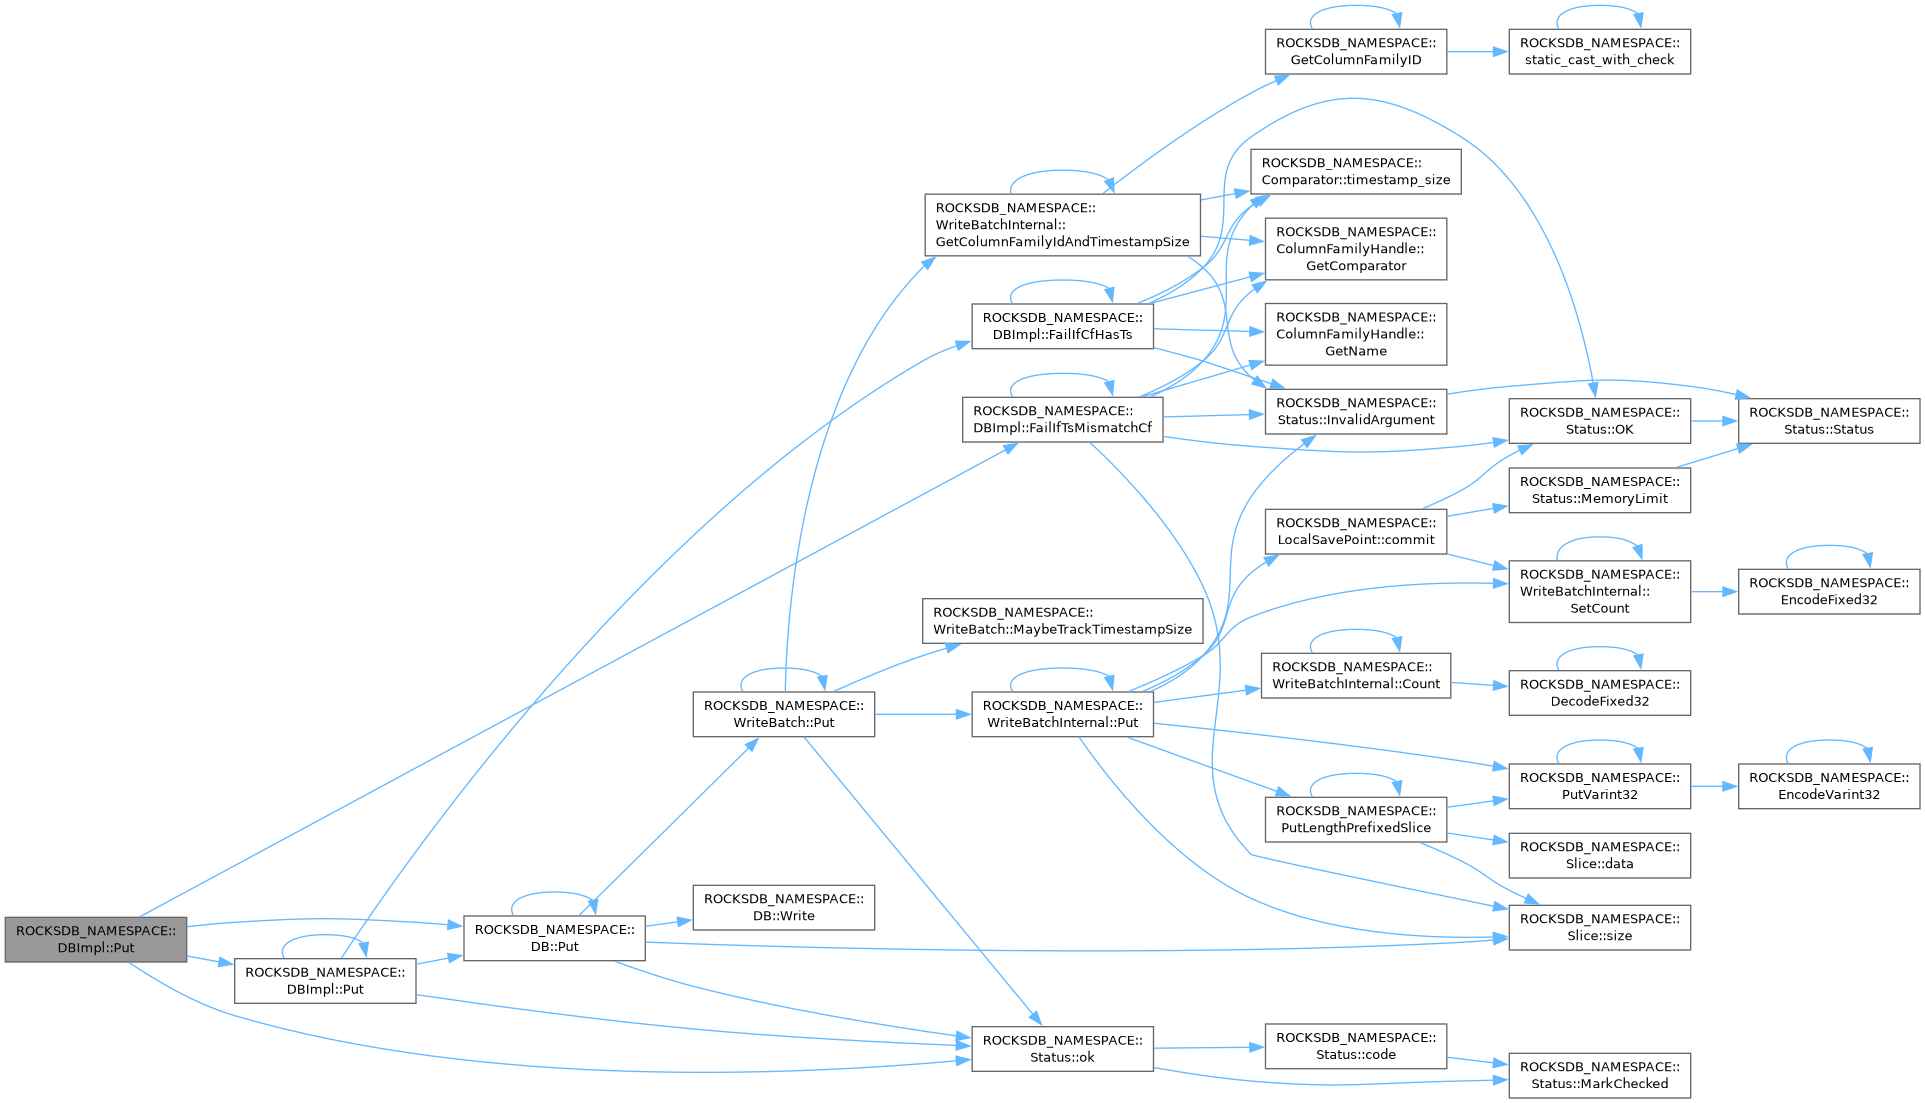 ROCKSDB_NAMESPACE::
GetColumnFamilyID
ROCKSDB_NAMESPACE::
static_cast_with_check
ROCKSDB_NAMESPACE::
Comparator::timestamp_size
ROCKSDB_NAMESPACE::
WriteBatchInternal::
GetColumnFamilyIdAndTimestampSize
ROCKSDB_NAMESPACE::
ColumnFamilyHandle::
GetComparator
ROCKSDB_NAMESPACE::
DBImpl::FailIfCfHasTs
ROCKSDB_NAMESPACE::
ColumnFamilyHandle::
GetName
ROCKSDB_NAMESPACE::
DBImpl::FailIfTsMismatchCf
ROCKSDB_NAMESPACE::
Status::InvalidArgument
ROCKSDB_NAMESPACE::
Status::OK
ROCKSDB_NAMESPACE::
Status::Status
ROCKSDB_NAMESPACE::
Status::MemoryLimit
ROCKSDB_NAMESPACE::
LocalSavePoint::commit
ROCKSDB_NAMESPACE::
WriteBatchInternal::
SetCount
ROCKSDB_NAMESPACE::
EncodeFixed32
ROCKSDB_NAMESPACE::
WriteBatch::MaybeTrackTimestampSize
ROCKSDB_NAMESPACE::
WriteBatchInternal::Count
ROCKSDB_NAMESPACE::
DecodeFixed32
ROCKSDB_NAMESPACE::
WriteBatch::Put
ROCKSDB_NAMESPACE::
WriteBatchInternal::Put
ROCKSDB_NAMESPACE::
PutVarint32
ROCKSDB_NAMESPACE::
EncodeVarint32
ROCKSDB_NAMESPACE::
PutLengthPrefixedSlice
ROCKSDB_NAMESPACE::
Slice::data
ROCKSDB_NAMESPACE::
DB::Write
ROCKSDB_NAMESPACE::
Slice::size
ROCKSDB_NAMESPACE::
DBImpl::Put
ROCKSDB_NAMESPACE::
DB::Put
ROCKSDB_NAMESPACE::
DBImpl::Put
ROCKSDB_NAMESPACE::
Status::ok
ROCKSDB_NAMESPACE::
Status::code
ROCKSDB_NAMESPACE::
Status::MarkChecked